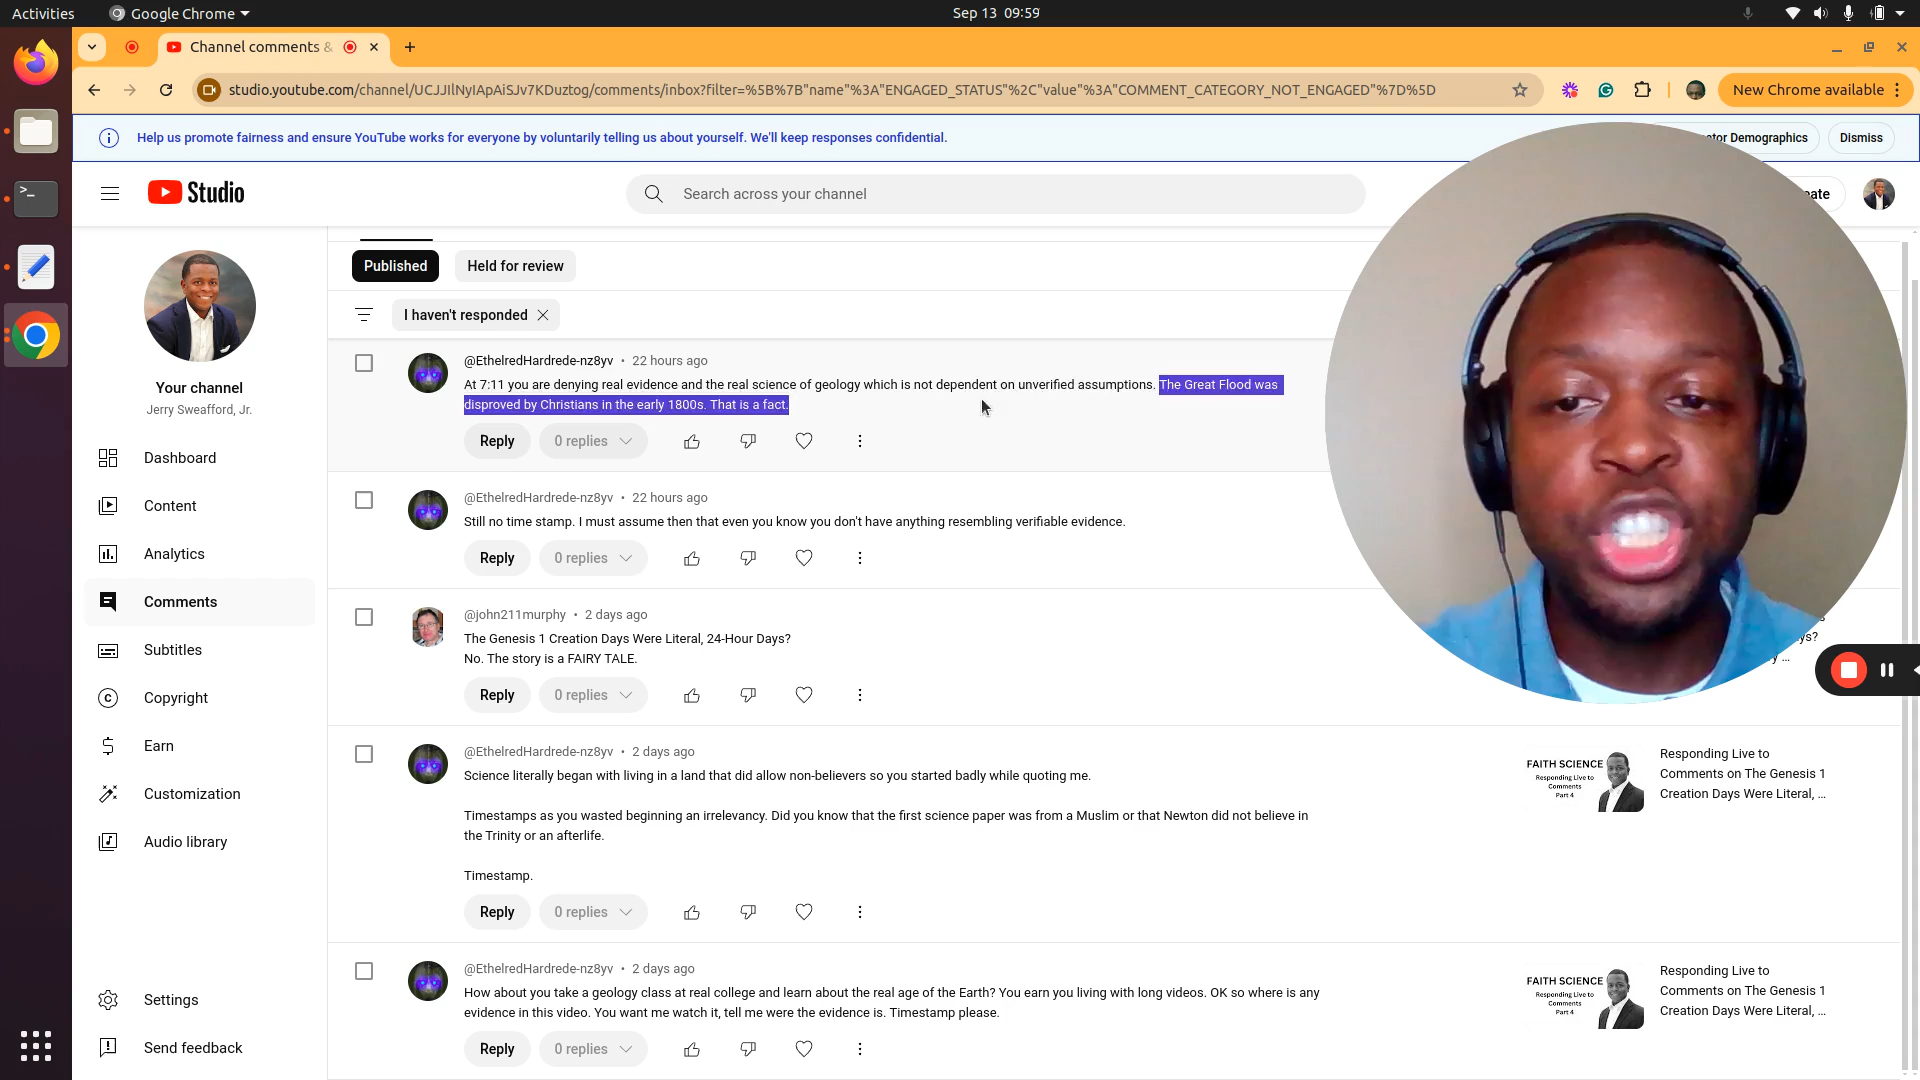 Activities
Google Chrome
Sep 13 09:59
Channel comments &
studio.youtube.com/channel/UCJJIlNyIApAiSJv7KDuztog/comments/inbox?filter=%5B%7B"name"%3A"ENGAGED_STATUS"%2C"value"%3A"COMMENT_CATEGORY_NOT_ENGAGED"%7D%5D
New Chrome available
Help us promote fairness and ensure YouTube works for everyone by voluntarily telling us about yourself. We'll keep responses confidential.
Demographics
Dismiss
Studio
Search across your channel
Your channel
Jerry Sweafford, Jr.
Dashboard
Content
Analytics
Comments
Subtitles
Copyright
Earn
Customization
Audio library
Settings
Send feedback
Published
Held for review
I haven't responded
@EthelredHardrede-nz8yv • 22 hours ago
At 7:11 you are denying real evidence and the real science of geology which is not dependent on unverified assumptions. The Great Flood was
disproved by Christians in the early 1800s. That is a fact.
Reply
0 replies
@EthelredHardrede-nz8yv • 22 hours ago
Still no time stamp. I must assume then that even you know you don't have anything resembling verifiable evidence.
Reply
0 replies
@john211murphy • 2 days ago
The Genesis 1 Creation Days Were Literal, 24-Hour Days?
No. The story is a FAIRY TALE.
Reply
0 replies
@EthelredHardrede-nz8yv • 2 days ago
Science literally began with living in a land that did allow non-believers so you started badly while quoting me.
Timestamps as you wasted beginning an irrelevancy. Did you know that the first science paper was from a Muslim or that Newton did not believe in
the Trinity or an afterlife.
Timestamp.
Reply
0 replies
FAITH SCIENCE
Responding Live to
Comments
Part 4
Responding Live to
Comments on The Genesis 1
Creation Days Were Literal, ...
@EthelredHardrede-nz8yv • 2 days ago
How about you take a geology class at real college and learn about the real age of the Earth? You earn you living with long videos. OK so where is any
evidence in this video. You want me watch it, tell me were the evidence is. Timestamp please.
Reply
0 replies
FAITH SCIENCE
Responding Live to
Comments
Part 4
Responding Live to
Comments on The Genesis 1
Creation Days Were Literal, ...